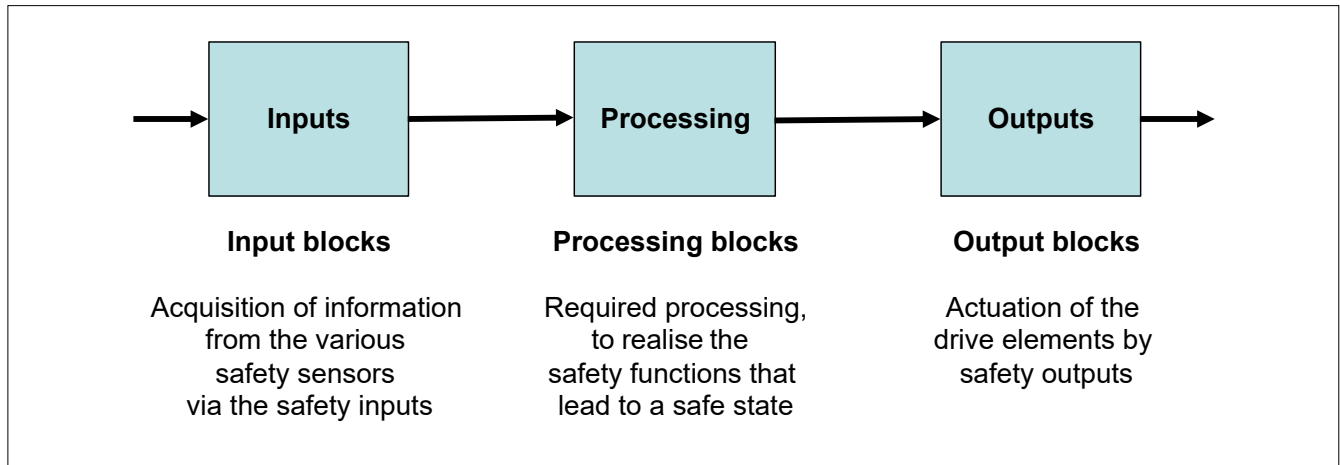 Inputs
Processing
Outputs
Input blocks
Acquisition of information
from the various
safety sensors
via the safety inputs
Processing blocks
Required processing,
to realise the
safety functions that
lead to a safe state
Output blocks
Actuation of the
drive elements by
safety outputs